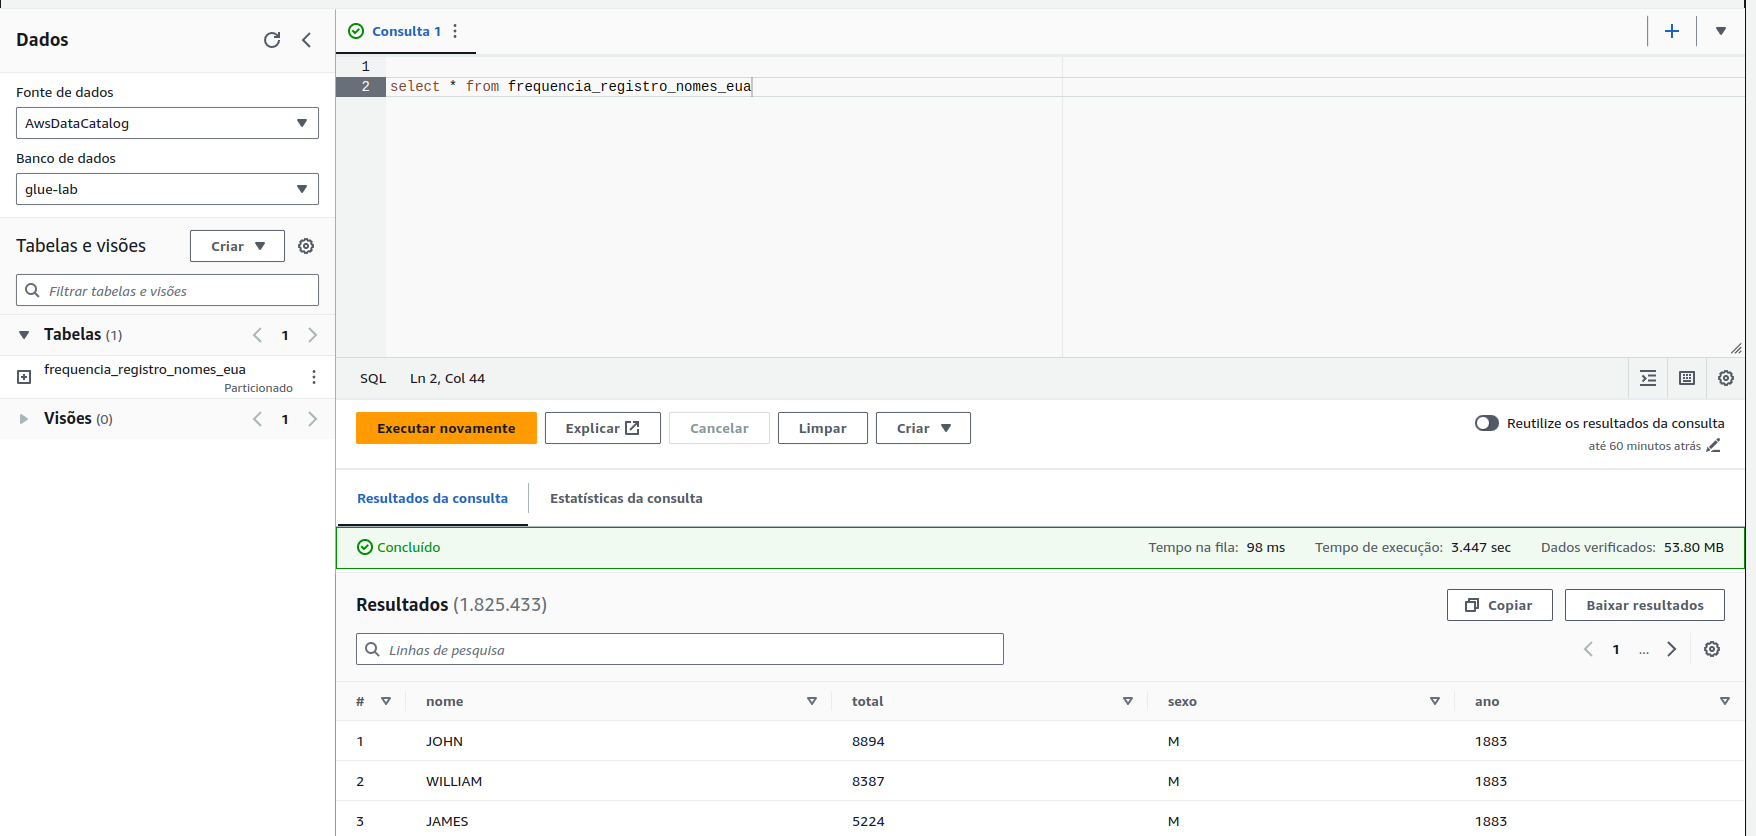 Dados
Fonte de dados
AwsDataCatalog
Banco de dados
glue-lab
Tabelas e visões
Criar
Filtrar tabelas e visões
Tabelas (1)
1
frequencia_registro_nomes_eua
Particionado
Visões (0)
1
Consulta 1
1
2 select * from frequencia_registro_nomes_eua
SQL Ln 2, Col 44
Executar novamente Explicar Cancelar Limpar Criar
Reutilize os resultados da consulta
até 60 minutos atrás
Resultados da consulta Estatísticas da consulta
Concluído Tempo na fila: 98 ms Tempo de execução: 3.447 sec Dados verificados: 53.80 MB
Resultados (1.825.433) Copiar Baixar resultados
Linhas de pesquisa 1 ...
# nome total sexo ano
1 JOHN 8894 M 1883
2 WILLIAM 8387 M 1883
3 JAMES 5224 M 1883